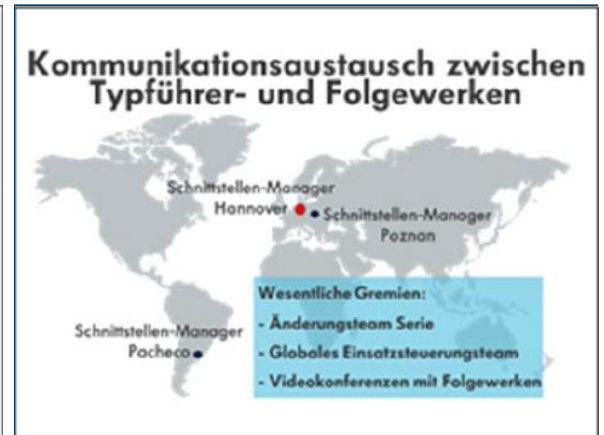 Kommunikationsaustausch zwischen
Typführer- und Folgewerken
Schnittstellen-Manager
Hannover
Schnittstellen-Manager
Poznan
Wesentliche Gremien:
- Änderungsteam Serie
- Globales Einsatzsteuerungsteam
- Videokonferenzen mit Folgewerken
Schnittstellen-Manager
Pacheco